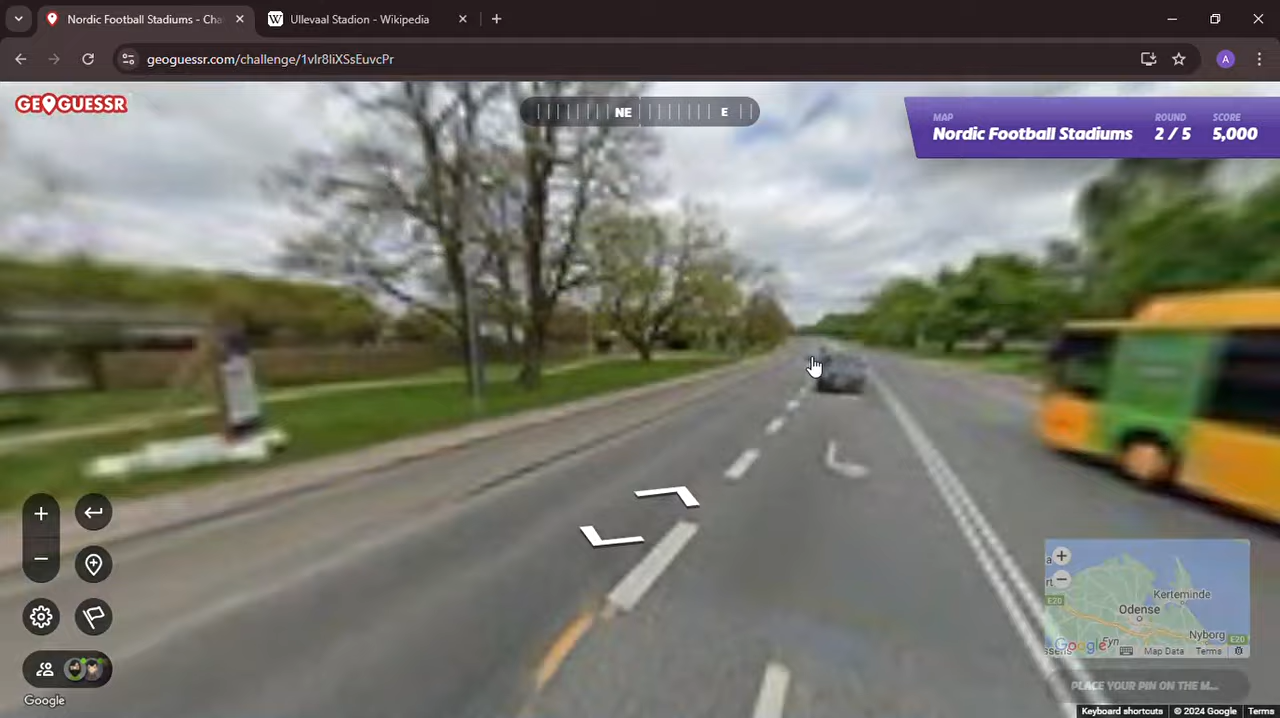 Nordic Football Stadiums - Cha
Ullevaal Stadion - Wikipedia
geoguessr.com/challenge/1vIr8IiXSsEuvcPr
A
GEOGUESSR
NE E
MAP ROUND SCORE
Nordic Football Stadiums 2 / 5 5,000
Kerteminde
E20
Odense
Fyn
Nyborg
E20
Google
Map Data
Terms
PLACE YOUR PIN ON THE M...
Google
Keyboard shortcuts
© 2024 Google
Terms